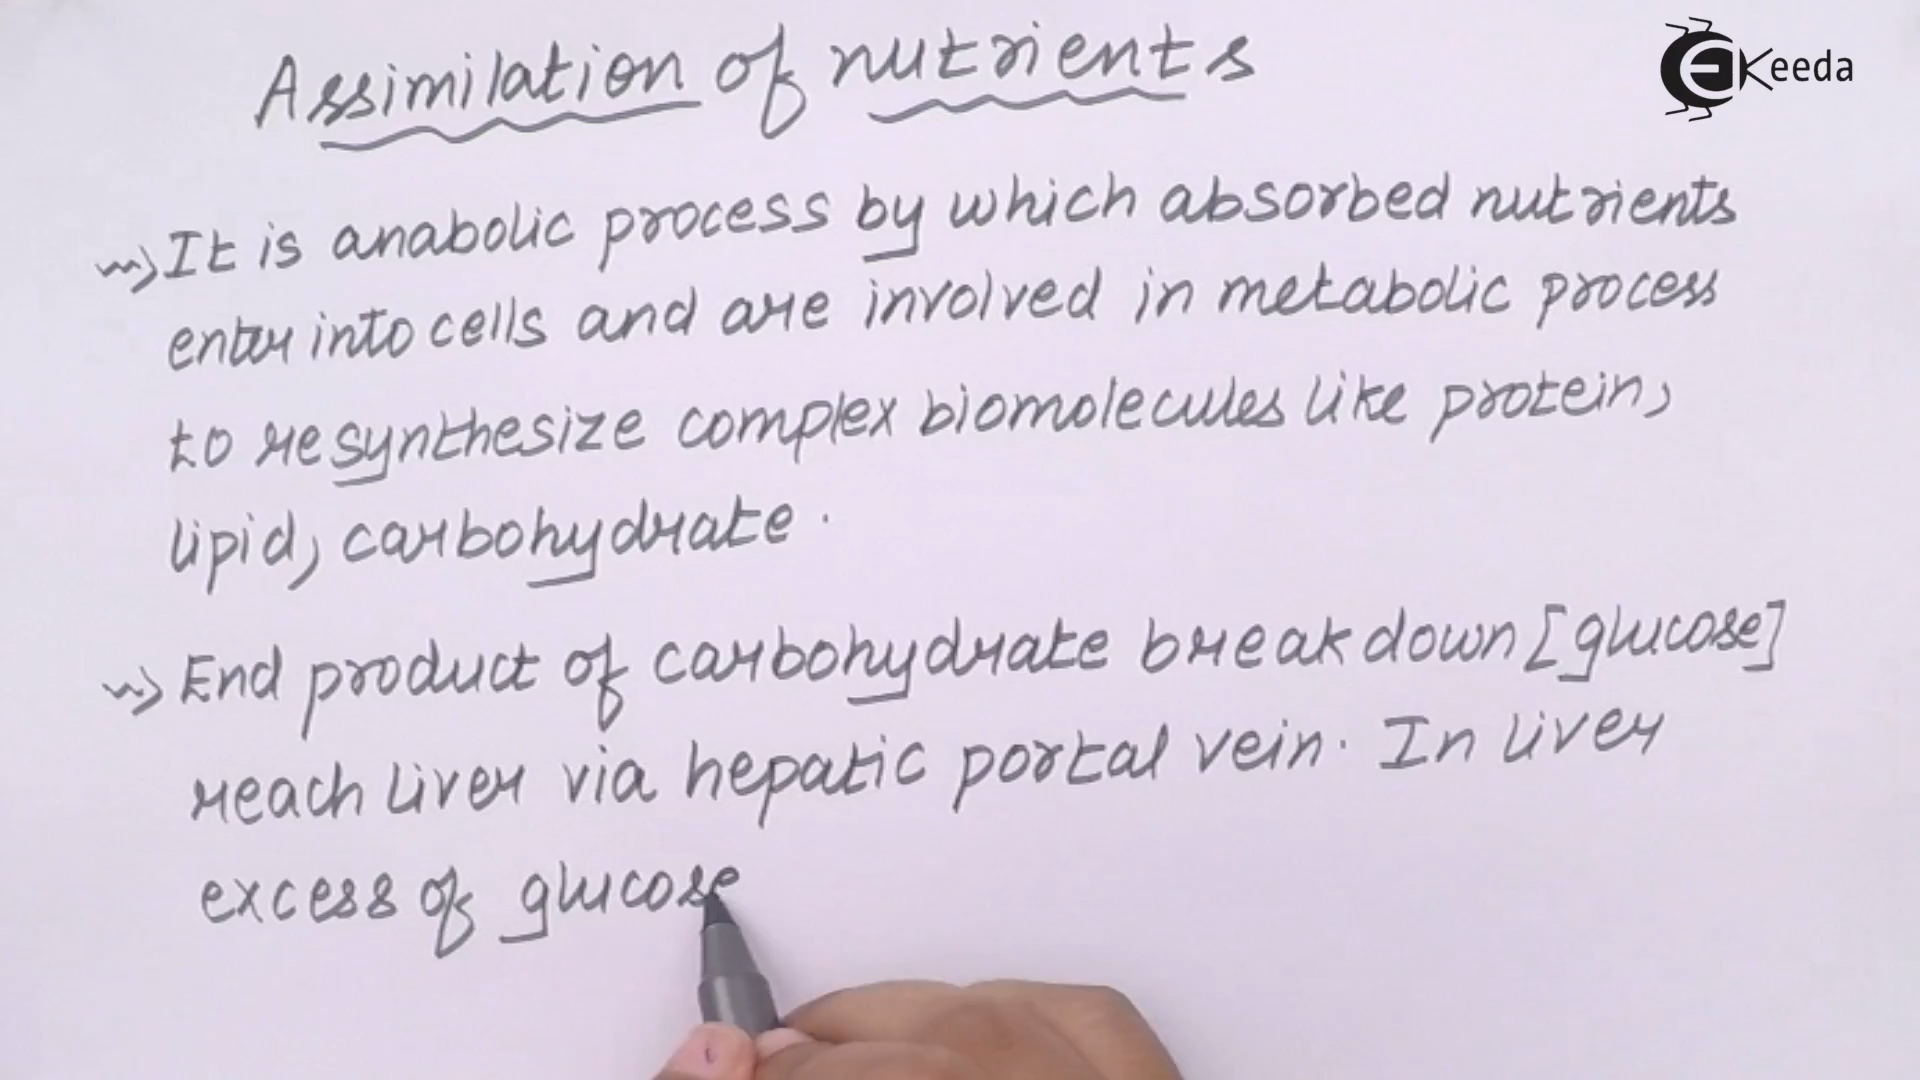 Assimilation of nutrients
EKeeda
⇝ It is anabolic process by which absorbed nutrients
enter into cells and are involved in metabolic process
to resynthesize complex biomolecules like protein,
lipid, carbohydrate.
⇝ End product of carbohydrate breakdown [glucose]
reach liver via hepatic portal vein. In liver
excess of glucose